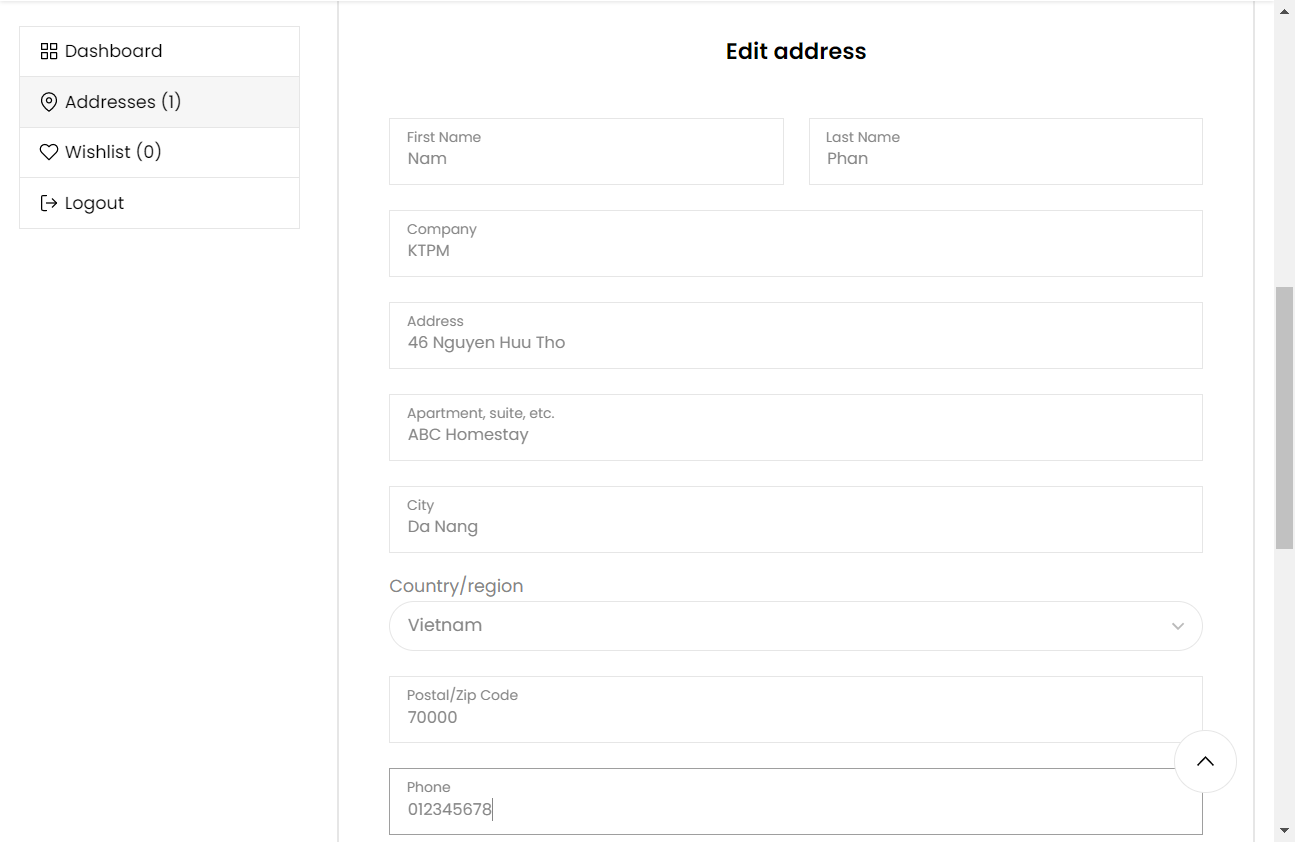 Dashboard
Addresses (1)
Wishlist (0)
Logout
Edit address
First Name
Nam
Last Name
Phan
Company
KTPM
Address
46 Nguyen Huu Tho
Apartment, suite, etc.
ABC Homestay
City
Da Nang
Country/region
Vietnam
Postal/Zip Code
70000
Phone
012345678